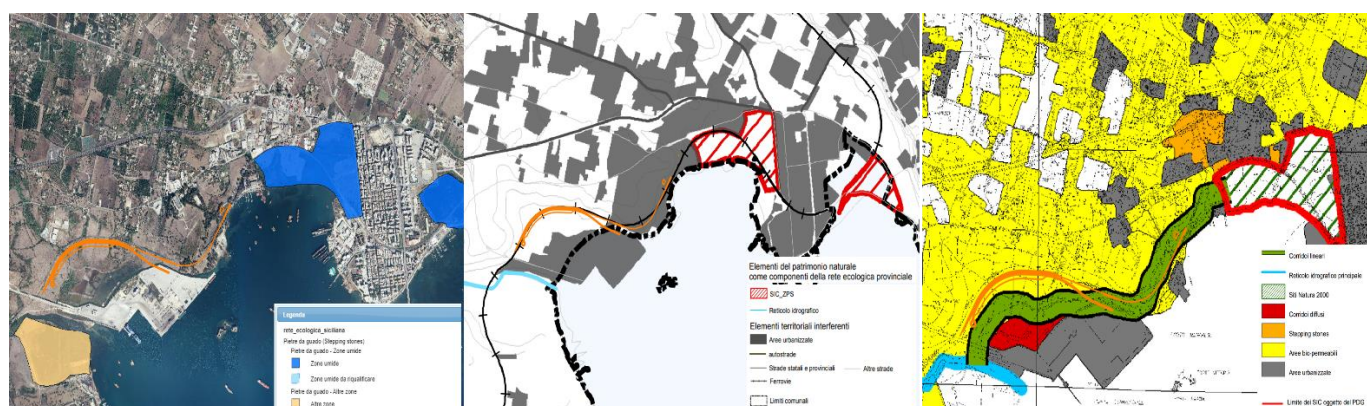 Legenda
rete_ecologica_siciliana
Pietre da guado (Stepping stones)
Pietre da guado - Zone umide
Zone umide
Zone umide da riqualificare
Pietre da guado - Altre zone
Altre zone
Elementi del patrimonio naturale
come componenti della rete ecologica provinciale
SIC_ZPS
Reticolo idrografico
Elementi territoriali interferenti
Aree urbanizzate
autostrade
Strade statali e provinciali
Altre strade
Ferrovie
Limiti comunali
Corridoi lineari
Reticolo idrografico principale
Siti Natura 2000
Corridoi diffusi
Stepping stones
Aree bio-permeabili
Aree urbanizzate
Limite del SIC oggetto del PDG